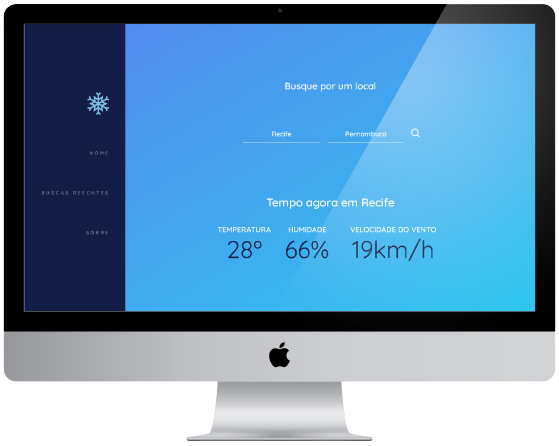 HOME
BUSCAS RECENTES
SOBRE
Busque por um local
Recife
Pernambuco
Tempo agora em Recife
TEMPERATURA HUMIDADE VELOCIDADE DO VENTO
28° 66% 19km/h